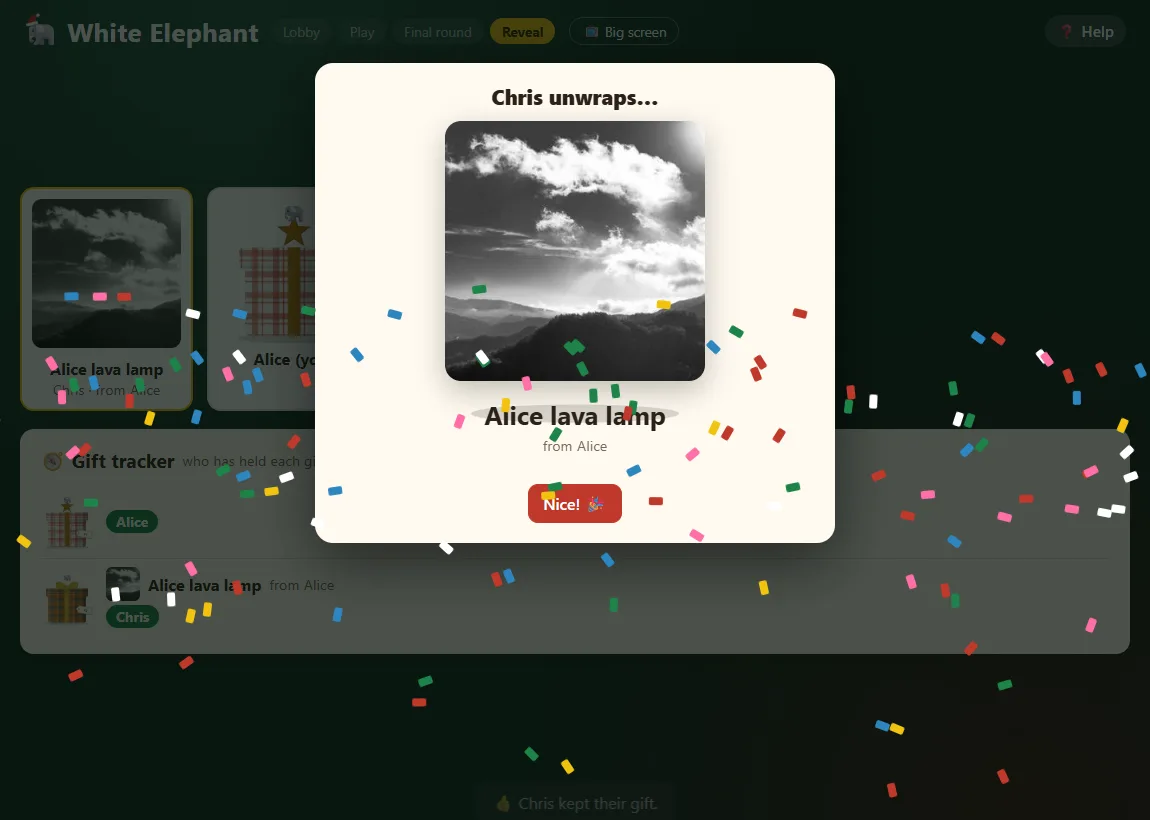 White Elephant
Lobby
Play
Final round
Reveal
Big screen
Help
Chris unwraps...
Alice lava lamp
from Alice
Nice!
Alice lava lamp
Chris · from Alice
Alice (yo
Gift tracker
who has held each gi
Alice
Alice lava lamp from Alice
Chris
Chris kept their gift.